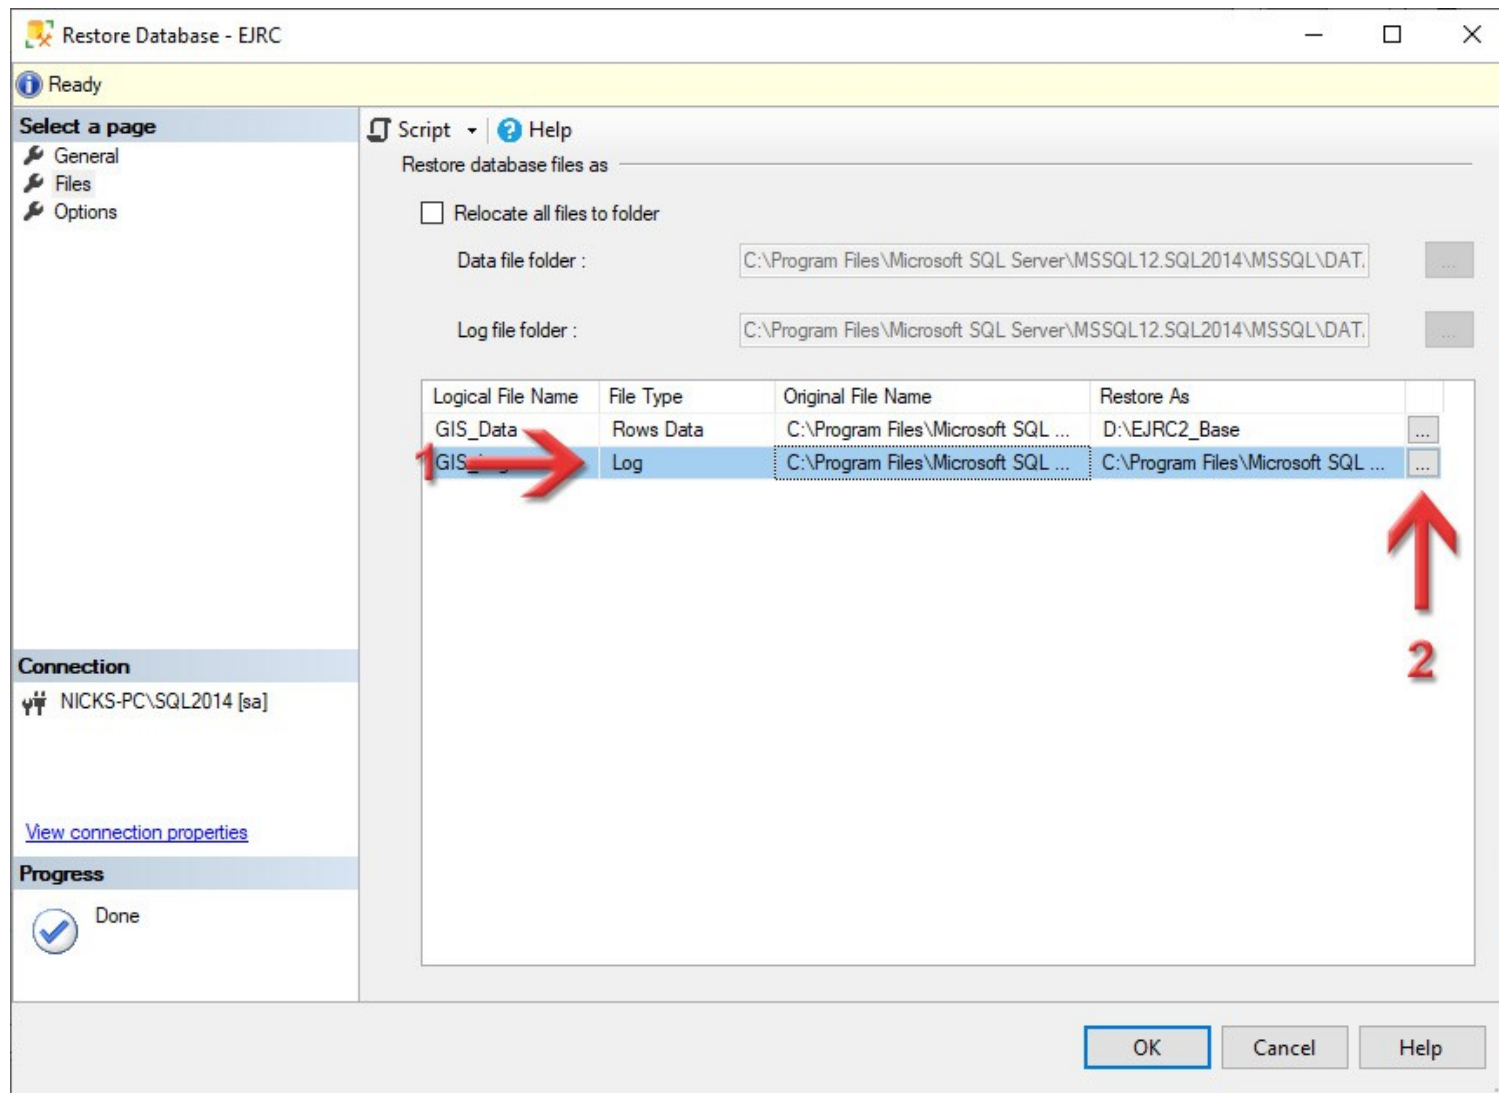 Restore Database - EJRC
Ready
Select a page
General
Files
Options
Script
Help
Restore database files as
Relocate all files to folder
Data file folder :
C:\Program Files\Microsoft SQL Server\MSSQL12.SQL2014\MSSQL\DAT
...
Log file folder :
C:\Program Files\Microsoft SQL Server\MSSQL12.SQL2014\MSSQL\DAT
...
Logical File Name File Type Original File Name Restore As
GIS_Data Rows Data C:\Program Files\Microsoft SQL ... D:\EJRC2_Base ...
1 Log C:\Program Files\Microsoft SQL ... C:\Program Files\Microsoft SQL ... ...
2
Connection
NICKS-PC\SQL2014 [sa]
View connection properties
Progress
Done
OK Cancel Help